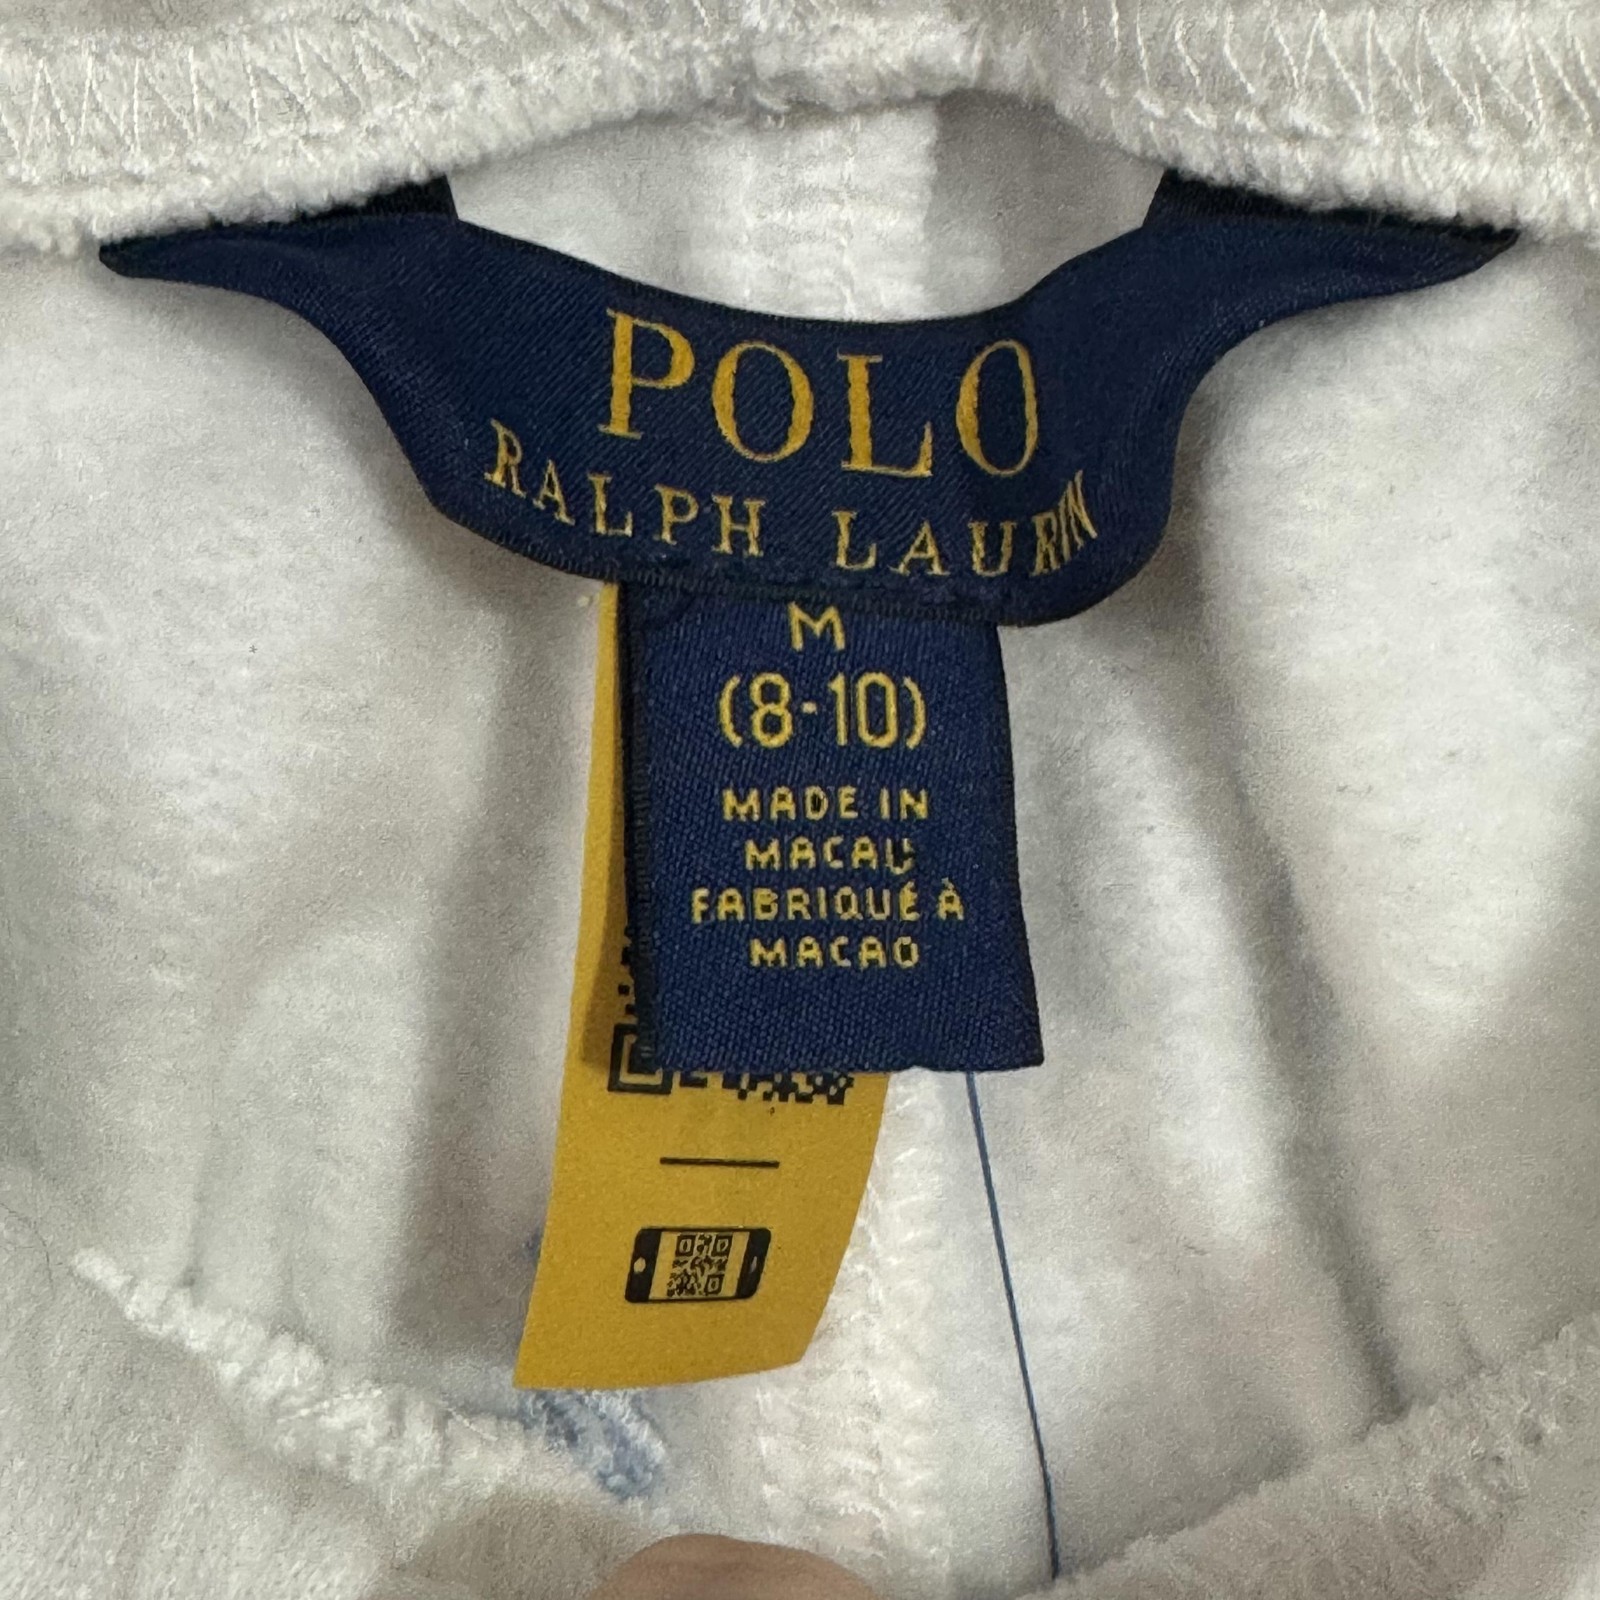 POLO
RALPH LAUREN
M
(8-10)
MADE IN
MACAU
FABRIQUÉ À
MACAO